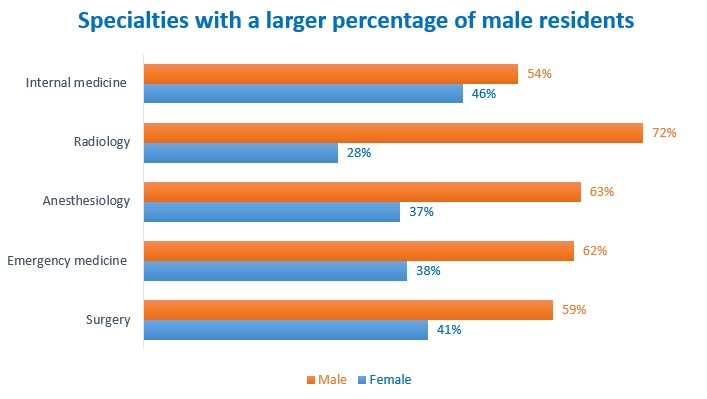 Specialties with a larger percentage of male residents
Internal medicine
54%
46%
Radiology
72%
28%
Anesthesiology
63%
37%
Emergency medicine
62%
38%
Surgery
59%
41%
Male Female